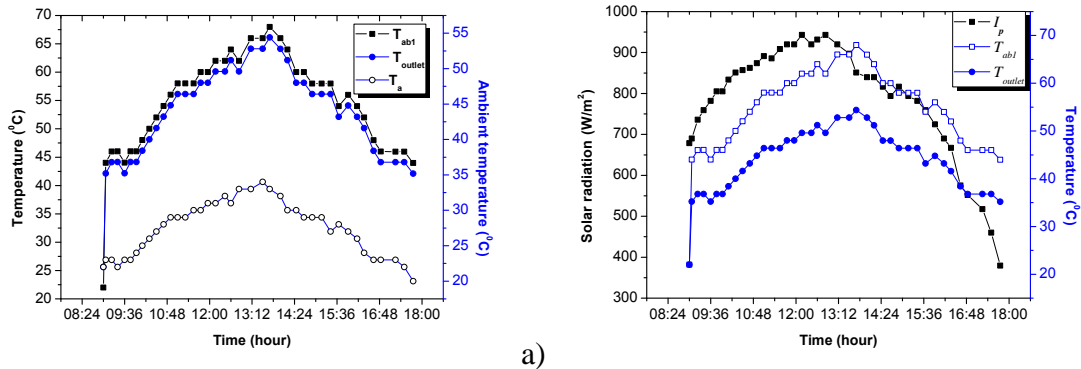 Temperature (⁰C)
70
65
60
55
50
45
40
35
30
25
20
T_ab1
T_outlet
T_a
55
50
45
40
35
30
25
20
Ambient temperature (⁰C)
08:24 09:36 10:48 12:00 13:12 14:24 15:36 16:48 18:00
Time (hour)
a)
Solar radiation (W/m²)
1000
900
800
700
600
500
400
300
I_p
T_ab1
T_outlet
70
60
50
40
30
20
Temperature (⁰C)
08:24 09:36 10:48 12:00 13:12 14:24 15:36 16:48 18:00
Time (hour)